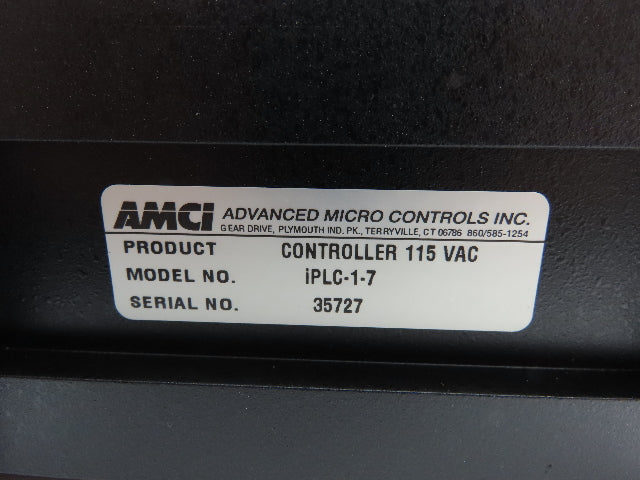 AMCI ADVANCED MICRO CONTROLS INC.
GEAR DRIVE, PLYMOUTH IND. PK., TERRYVILLE, CT 06786 860/585-1254
PRODUCT CONTROLLER 115 VAC
MODEL NO. iPLC-1-7
SERIAL NO. 35727